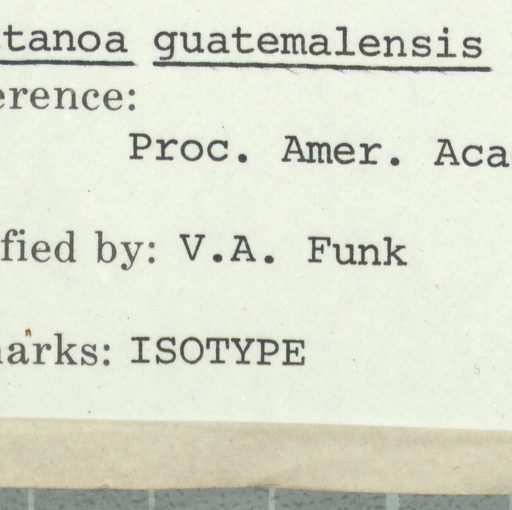 tanoa guatemalensis
erence:
Proc. Amer. Aca
fied by: V.A. Funk
arks: ISOTYPE